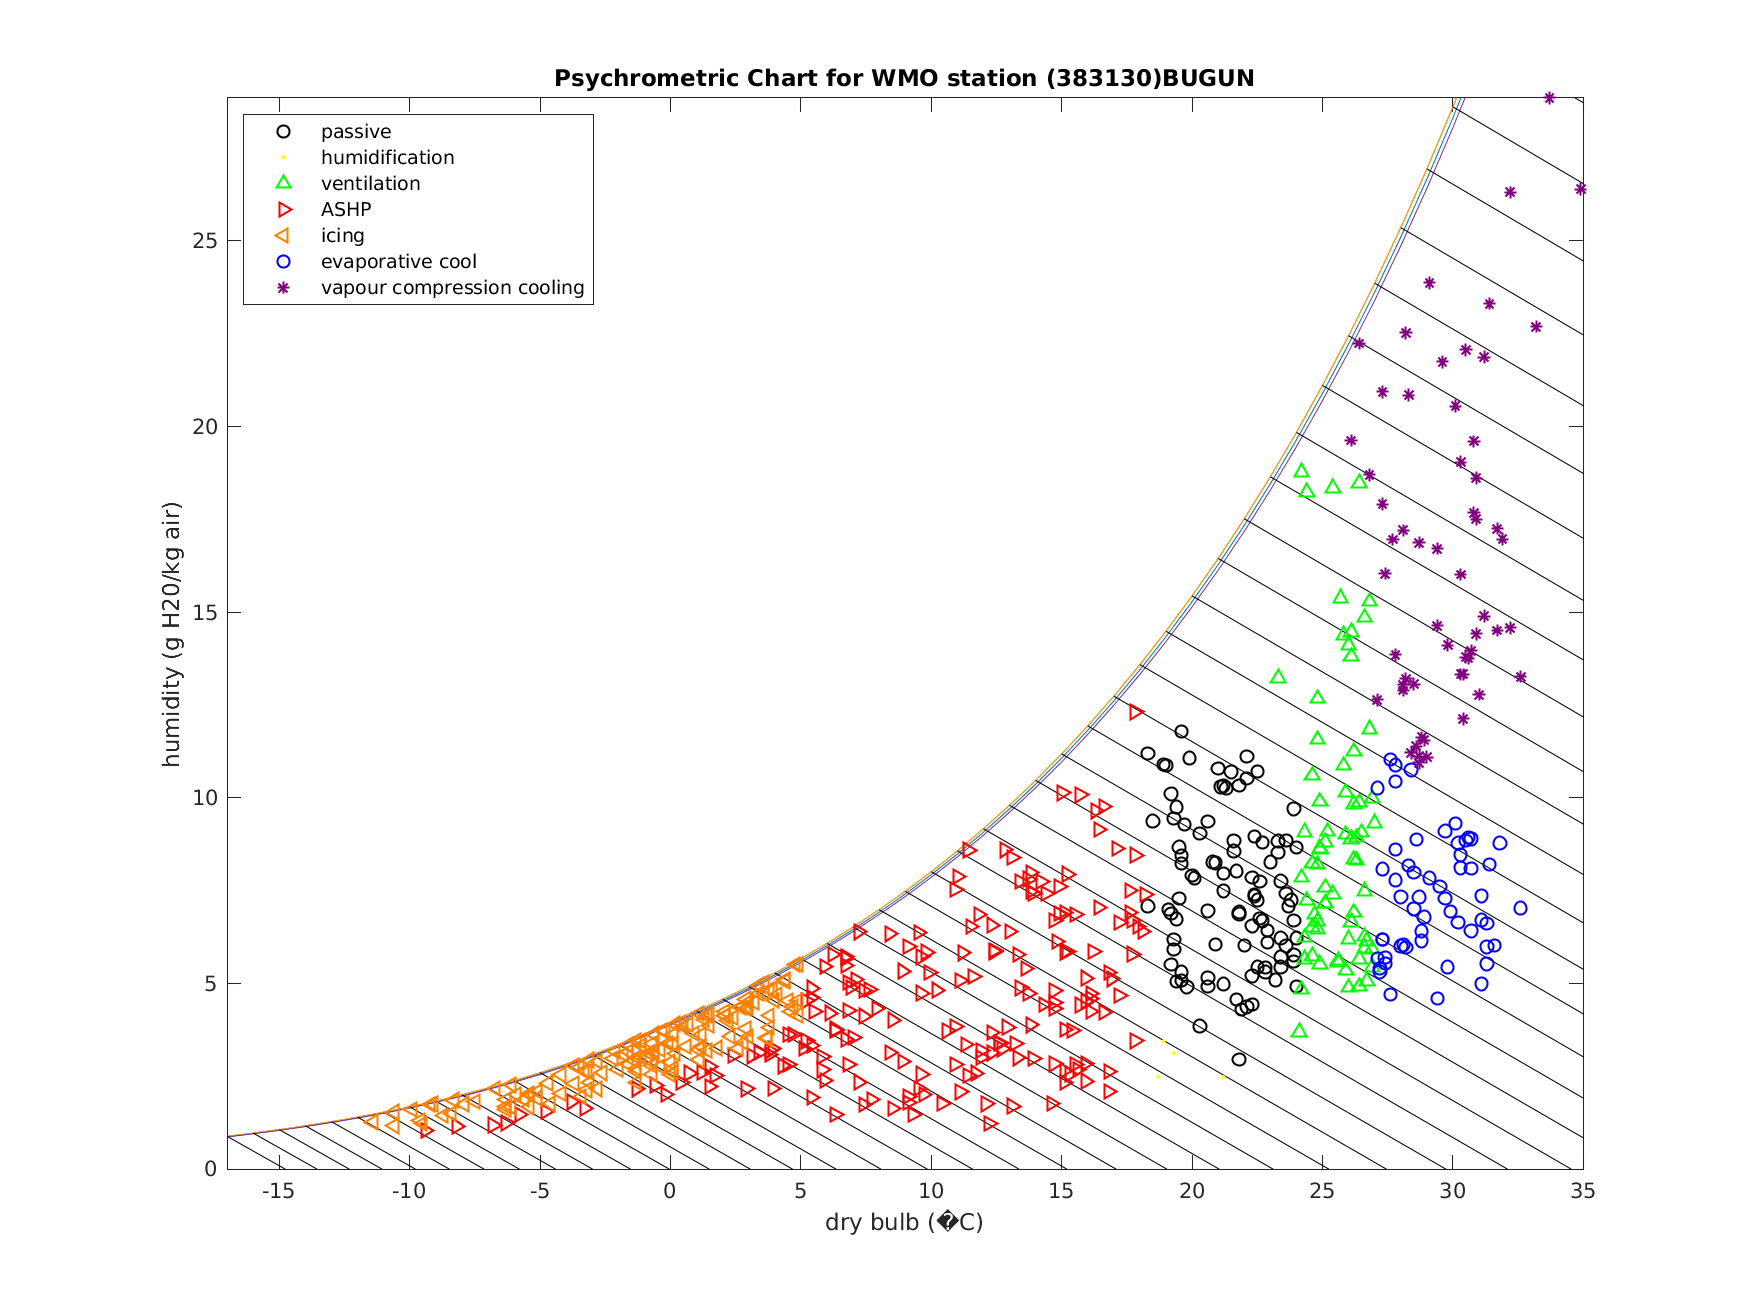 Psychrometric Chart for WMO station (383130)BUGUN
passive
humidification
ventilation
ASHP
icing
evaporative cool
vapour compression cooling
humidity (g H20/kg air)
25
20
15
10
5
0
-15 -10 -5 0 5 10 15 20 25 30 35
dry bulb (�C)